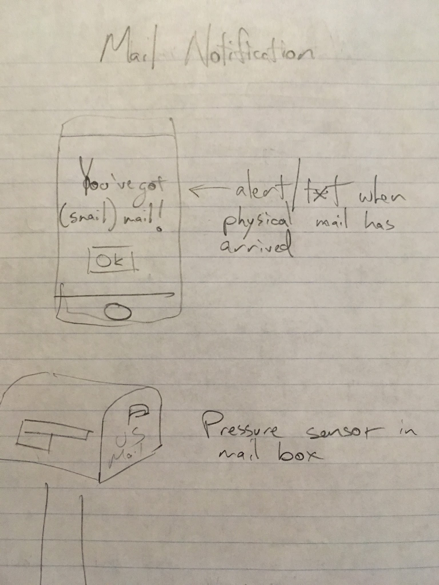 Mail Notification
You've got
(snail) mail!
OK
alert/txt when
physical mail has
arrived
US
Mail
Pressure sensor in
mail box